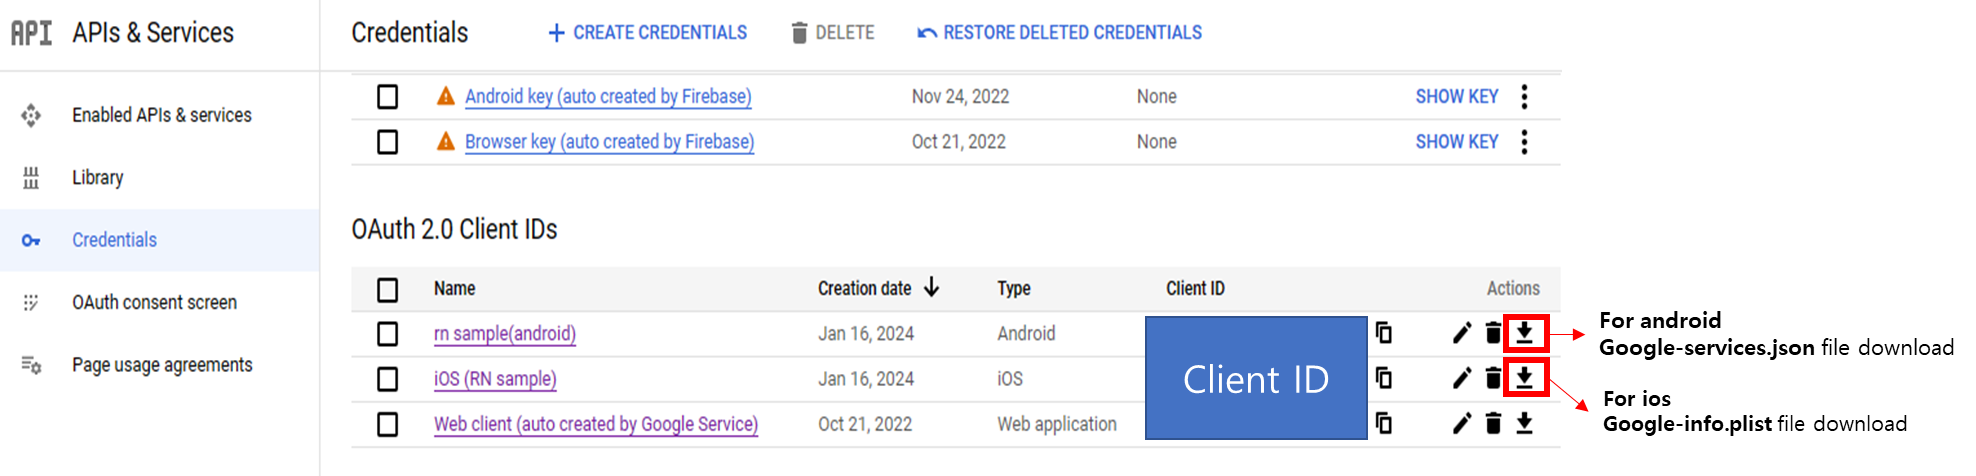 API APIs & Services
Credentials
CREATE CREDENTIALS
DELETE
RESTORE DELETED CREDENTIALS
Enabled APIs & services
Library
Credentials
OAuth consent screen
Page usage agreements
Android key (auto created by Firebase) Nov 24, 2022 None SHOW KEY
Browser key (auto created by Firebase) Oct 21, 2022 None SHOW KEY
OAuth 2.0 Client IDs
Name Creation date Type Client ID Actions
rn sample(android) Jan 16, 2024 Android
iOS (RN sample) Jan 16, 2024 iOS
Web client (auto created by Google Service) Oct 21, 2022 Web application
Client ID
For android
Google-services.json file download
For ios
Google-info.plist file download